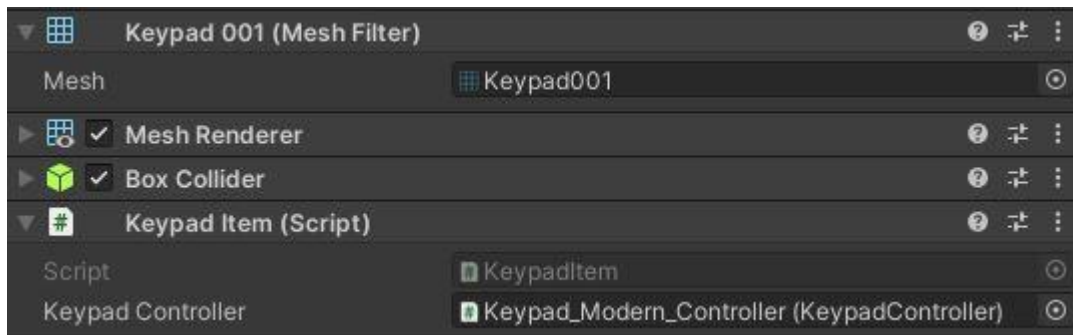 Keypad 001 (Mesh Filter)
Mesh Keypad001
Mesh Renderer
Box Collider
# Keypad Item (Script)
Script # KeypadItem
Keypad Controller # Keypad_Modern_Controller (KeypadController)